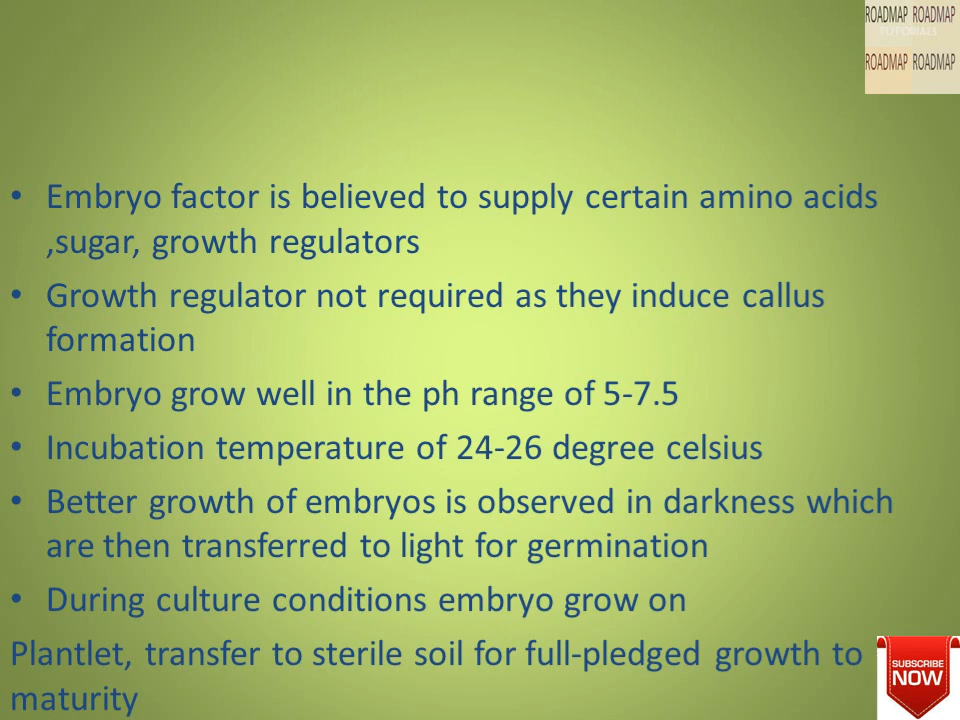 ROADMAP ROADMAP
TUTORIALS
ROADMAP ROADMAP
• Embryo factor is believed to supply certain amino acids
,sugar, growth regulators
• Growth regulator not required as they induce callus
formation
• Embryo grow well in the ph range of 5-7.5
• Incubation temperature of 24-26 degree celsius
• Better growth of embryos is observed in darkness which
are then transferred to light for germination
• During culture conditions embryo grow on
Plantlet, transfer to sterile soil for full-pledged growth to
maturity
SUBSCRIBE
NOW